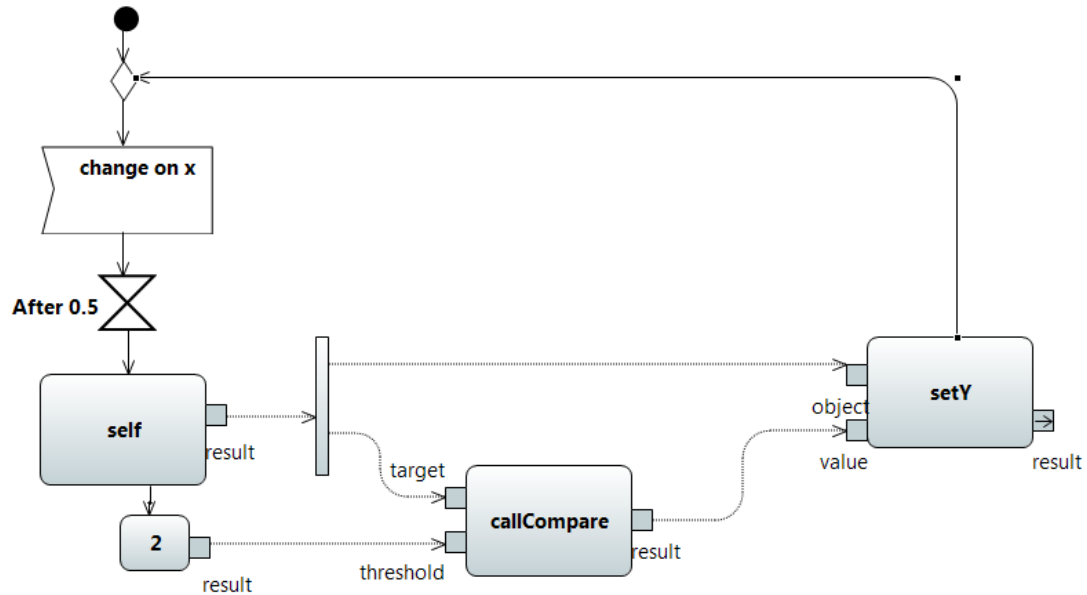 change on x
After 0.5
self
result
object
setY
value
result
target
callCompare
result
threshold
2
result